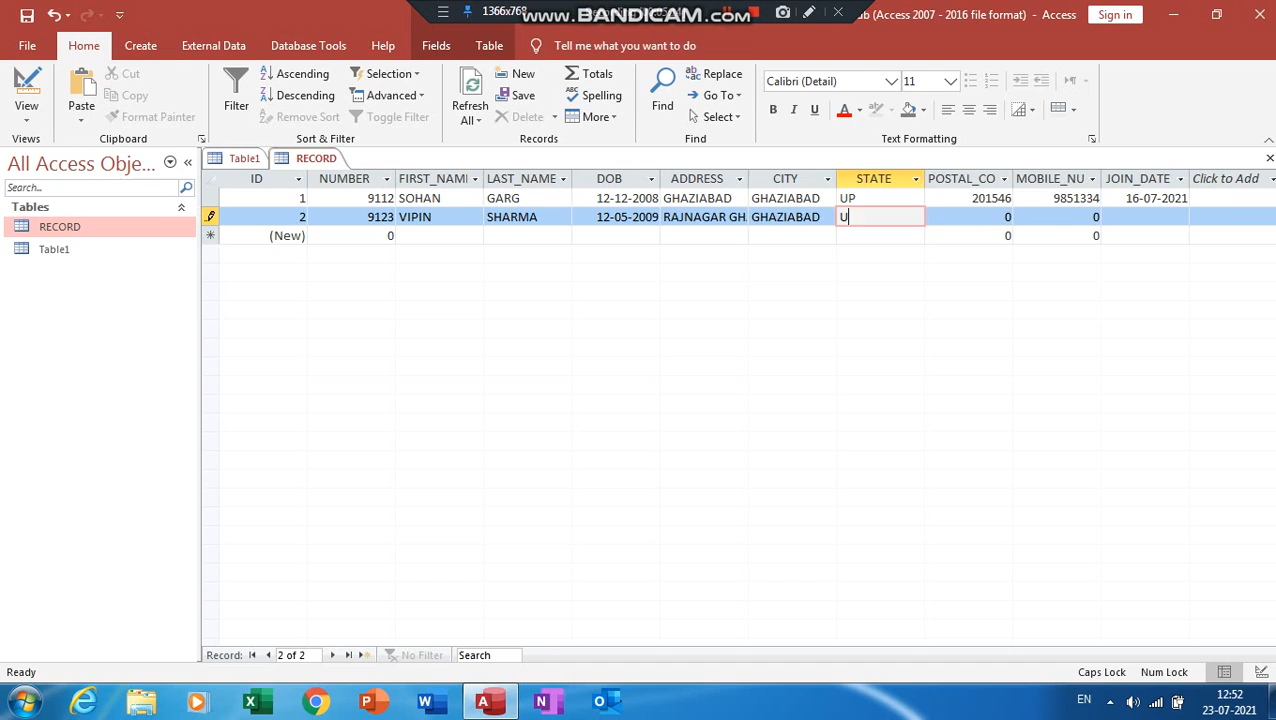 1366x768
www.BANDICAM.com
b (Access 2007 - 2016 file format) - Access
Sign in
File Home Create External Data Database Tools Help Fields Table Tell me what you want to do
View
Views
Paste
Cut
Copy
Format Painter
Clipboard
Filter
Ascending
Descending
Remove Sort
Selection
Advanced
Toggle Filter
Sort & Filter
Refresh
All
New
Save
Delete
Totals
Spelling
More
Records
Find
Replace
Go To
Select
Find
Calibri (Detail) 11
B I U A
Text Formatting
All Access Obje...
Search...
Tables
RECORD
Table1
Table1 RECORD
ID NUMBER FIRST_NAM LAST_NAME DOB ADDRESS CITY STATE POSTAL_CO MOBILE_NU JOIN_DATE Click to Add
1 9112 SOHAN GARG 12-12-2008 GHAZIABAD GHAZIABAD UP 201546 9851334 16-07-2021
2 9123 VIPIN SHARMA 12-05-2009 RAJNAGAR GH GHAZIABAD U 0 0
(New) 0 0 0
Record: 2 of 2 No Filter Search
Ready
Caps Lock Num Lock
EN
12:52
23-07-2021